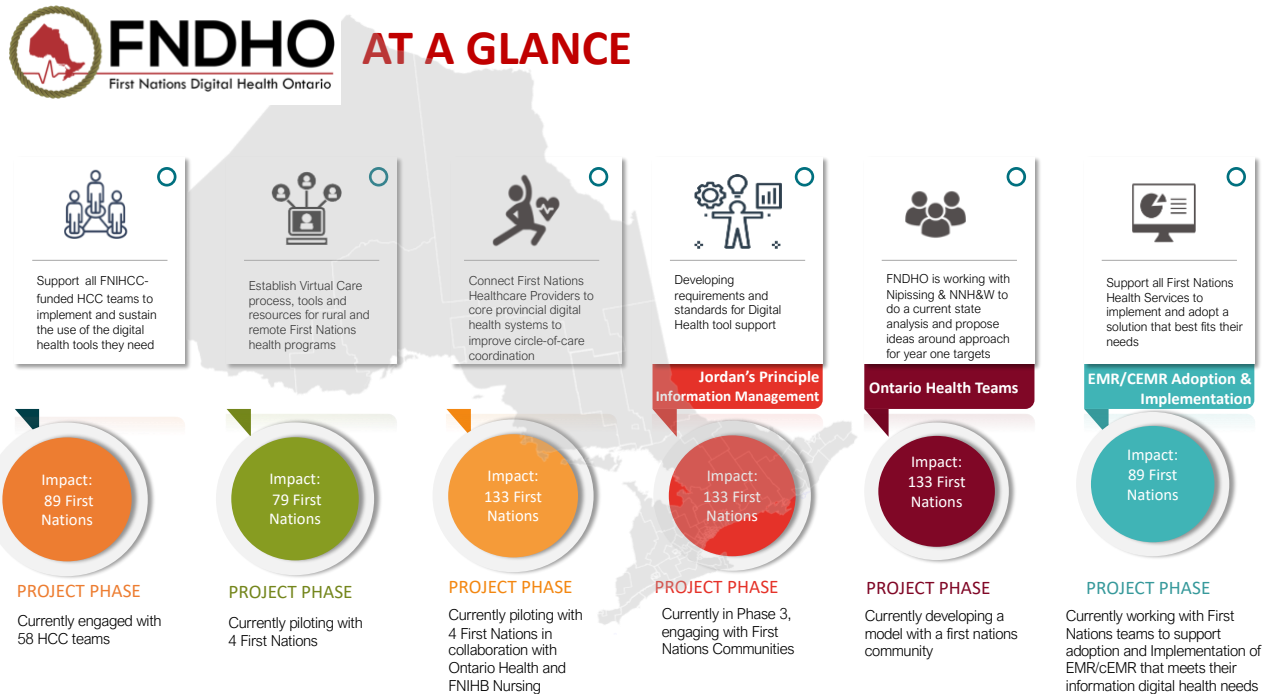 FNDHO
First Nations Digital Health Ontario
AT A GLANCE
Support all FNIHCC-
funded HCC teams to
implement and sustain
the use of the digital
health tools they need
Impact:
89 First
Nations
PROJECT PHASE
Currently engaged with
58 HCC teams
Establish Virtual Care
process, tools and
resources for rural and
remote First Nations
health programs
Impact:
79 First
Nations
PROJECT PHASE
Currently piloting with
4 First Nations
Connect First Nations
Healthcare Providers to
core provincial digital
health systems to
improve circle-of-care
coordination
Impact:
133 First
Nations
PROJECT PHASE
Currently piloting with
4 First Nations in
collaboration with
Ontario Health and
FNIHB Nursing
Developing
requirements and
standards for Digital
Health tool support
Jordan's Principle
Information Management
Impact:
133 First
Nations
PROJECT PHASE
Currently in Phase 3,
engaging with First
Nations Communities
FNDHO is working with
Nipissing & NNH&W to
do a current state
analysis and propose
ideas around approach
for year one targets
Ontario Health Teams
Impact:
133 First
Nations
PROJECT PHASE
Currently developing a
model with a first nations
community
Support all First Nations
Health Services to
implement and adopt a
solution that best fits their
needs
EMR/CEMR Adoption &
Implementation
Impact:
89 First
Nations
PROJECT PHASE
Currently working with First
Nations teams to support
adoption and Implementation of
EMR/cEMR that meets their
information digital health needs